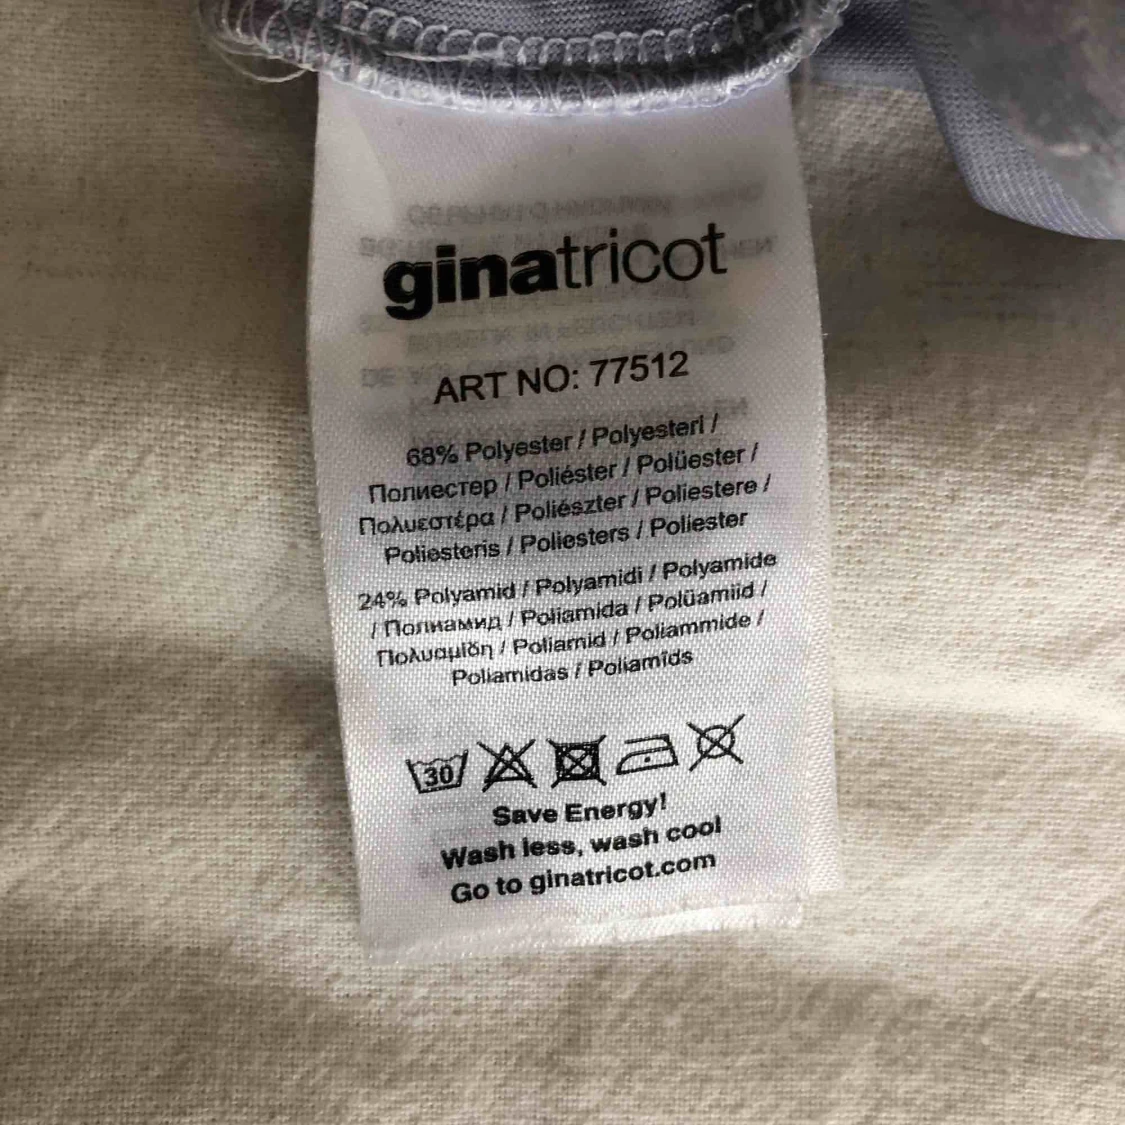 ginatricot
ART NO: 77512
68% Polyester / Polyesteri /
Полиестер / Poliéster / Polüester /
Πολυεστέρα / Poliészter / Poliestere /
Poliesteris / Poliesters / Poliester
24% Polyamid / Polyamidi / Polyamide
/ Полиамид / Poliamida / Polüamiid /
Πολυαμίδη / Poliamid / Poliammide /
Poliamidas / Poliamīds
30
Save Energy!
Wash less, wash cool
Go to ginatricot.com